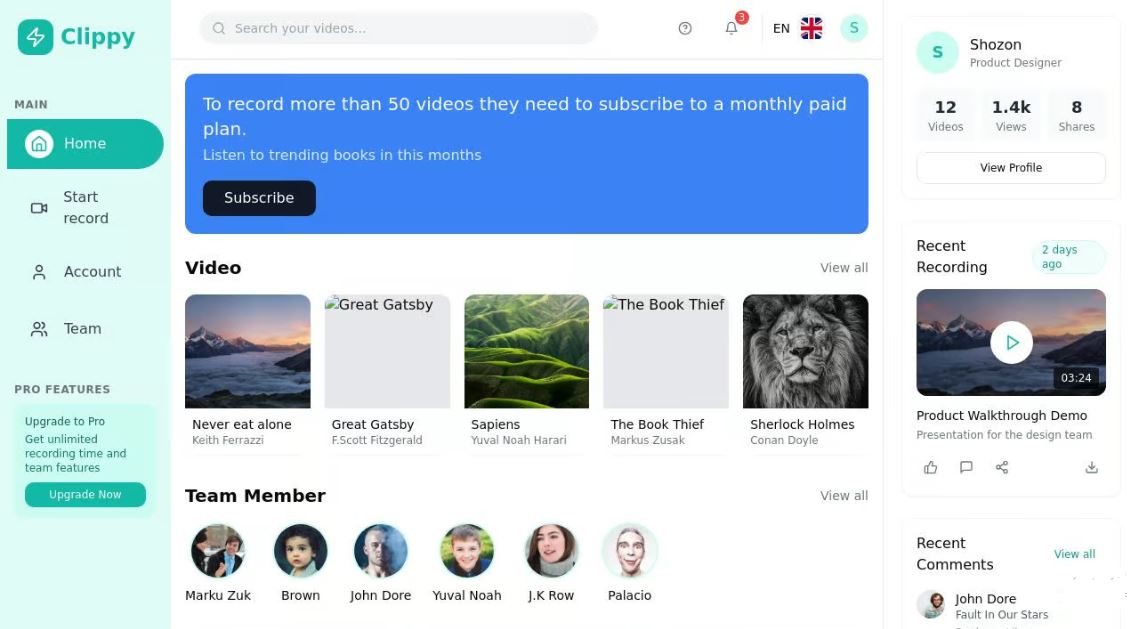 Clippy
MAIN
Home
Start
record
Account
Team
PRO FEATURES
Upgrade to Pro
Get unlimited
recording time and
team features
Upgrade Now
Search your videos...
3
EN
S
To record more than 50 videos they need to subscribe to a monthly paid
plan.
Listen to trending books in this months
Subscribe
Video
View all
Great Gatsby
The Book Thief
Never eat alone
Keith Ferrazzi
Great Gatsby
F.Scott Fitzgerald
Sapiens
Yuval Noah Harari
The Book Thief
Markus Zusak
Sherlock Holmes
Conan Doyle
Team Member
View all
Marku Zuk
Brown
John Dore
Yuval Noah
J.K Row
Palacio
S
Shozon
Product Designer
12
Videos
1.4k
Views
8
Shares
View Profile
Recent
Recording
2 days
ago
03:24
Product Walkthrough Demo
Presentation for the design team
Recent
Comments
View all
John Dore
Fault In Our Stars